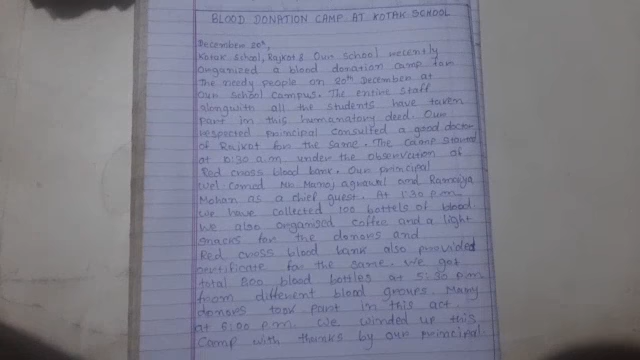 BLOOD DONATION CAMP AT KOTAK SCHOOL
December 20th,
Kotak School, Rajkot : Our school recently
Organized a blood donation camp for
The needy people on 20th December at
Our school campus. The entire staff
alongwith all the students have taken
part in this humanatory deed. Our
respected principal consulted a good doctor
of Rajkot for the same. The camp started
at 6:30 a.m under the observation of
Red cross blood bank. Our principal
welcomed Mr. Manoj agrawal and Ramaiya
Mohan as a chief guest. At 1:30 p.m
we have collected 100 bottels of blood
we also organised coffee and a light
snacks for the donors and
Red cross blood bank also provided
certificate for the same. We got
total 800 blood bottles at 5:30 p.m
from different blood groups. Many
donors took part in this act.
at 6:00 p.m. we winded up this
Camp with thanks by our principal